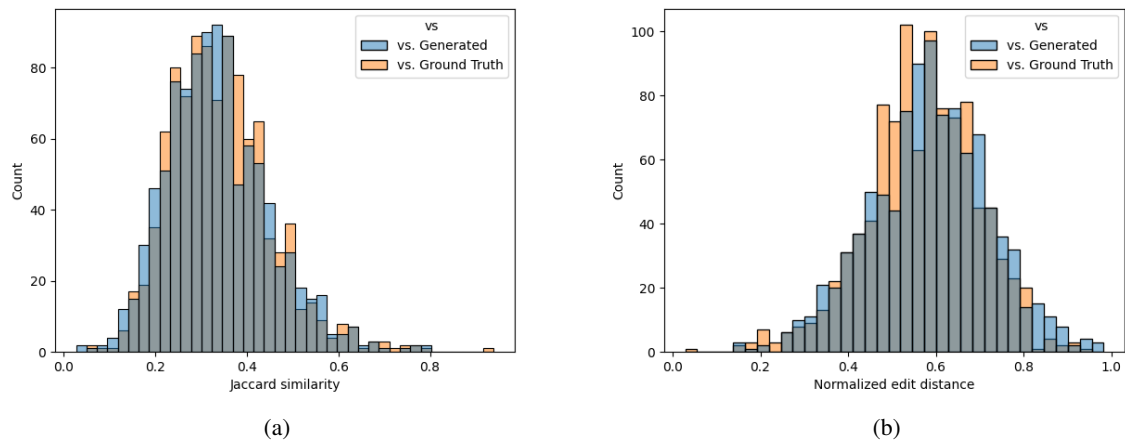 vs
vs. Generated
vs. Ground Truth
80
60
40
20
0
Count
0.0 0.2 0.4 0.6 0.8
Jaccard similarity
(a)
vs
vs. Generated
vs. Ground Truth
100
80
60
40
20
0
Count
0.0 0.2 0.4 0.6 0.8 1.0
Normalized edit distance
(b)